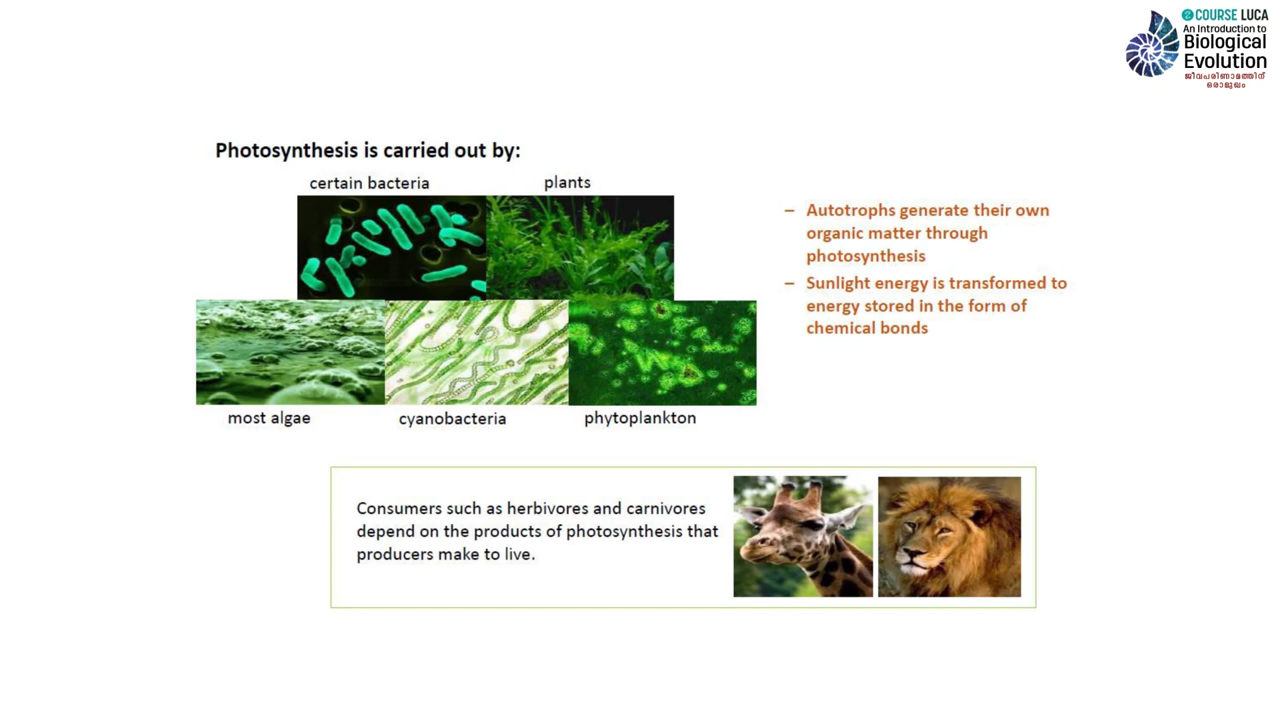 COURSE LUCA
An Introduction to
Biological
Evolution
ജീവപരിണാമത്തിന്
ഒരാമുഖം
Photosynthesis is carried out by:
certain bacteria
plants
– Autotrophs generate their own
organic matter through
photosynthesis
– Sunlight energy is transformed to
energy stored in the form of
chemical bonds
most algae
cyanobacteria
phytoplankton
Consumers such as herbivores and carnivores
depend on the products of photosynthesis that
producers make to live.